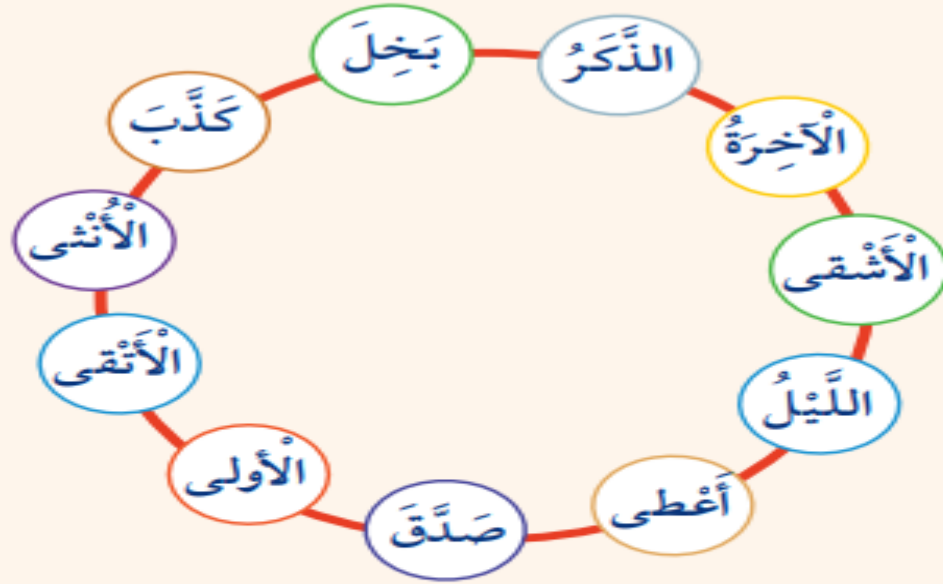 بَخِلَ
الذَّكَرُ
الْآخِرَةُ
الْأَشْقى
اللَّيْلُ
أَعْطى
صَدَّقَ
الْأولى
الْأَتْقى
الْأُنْثى
كَذَّبَ